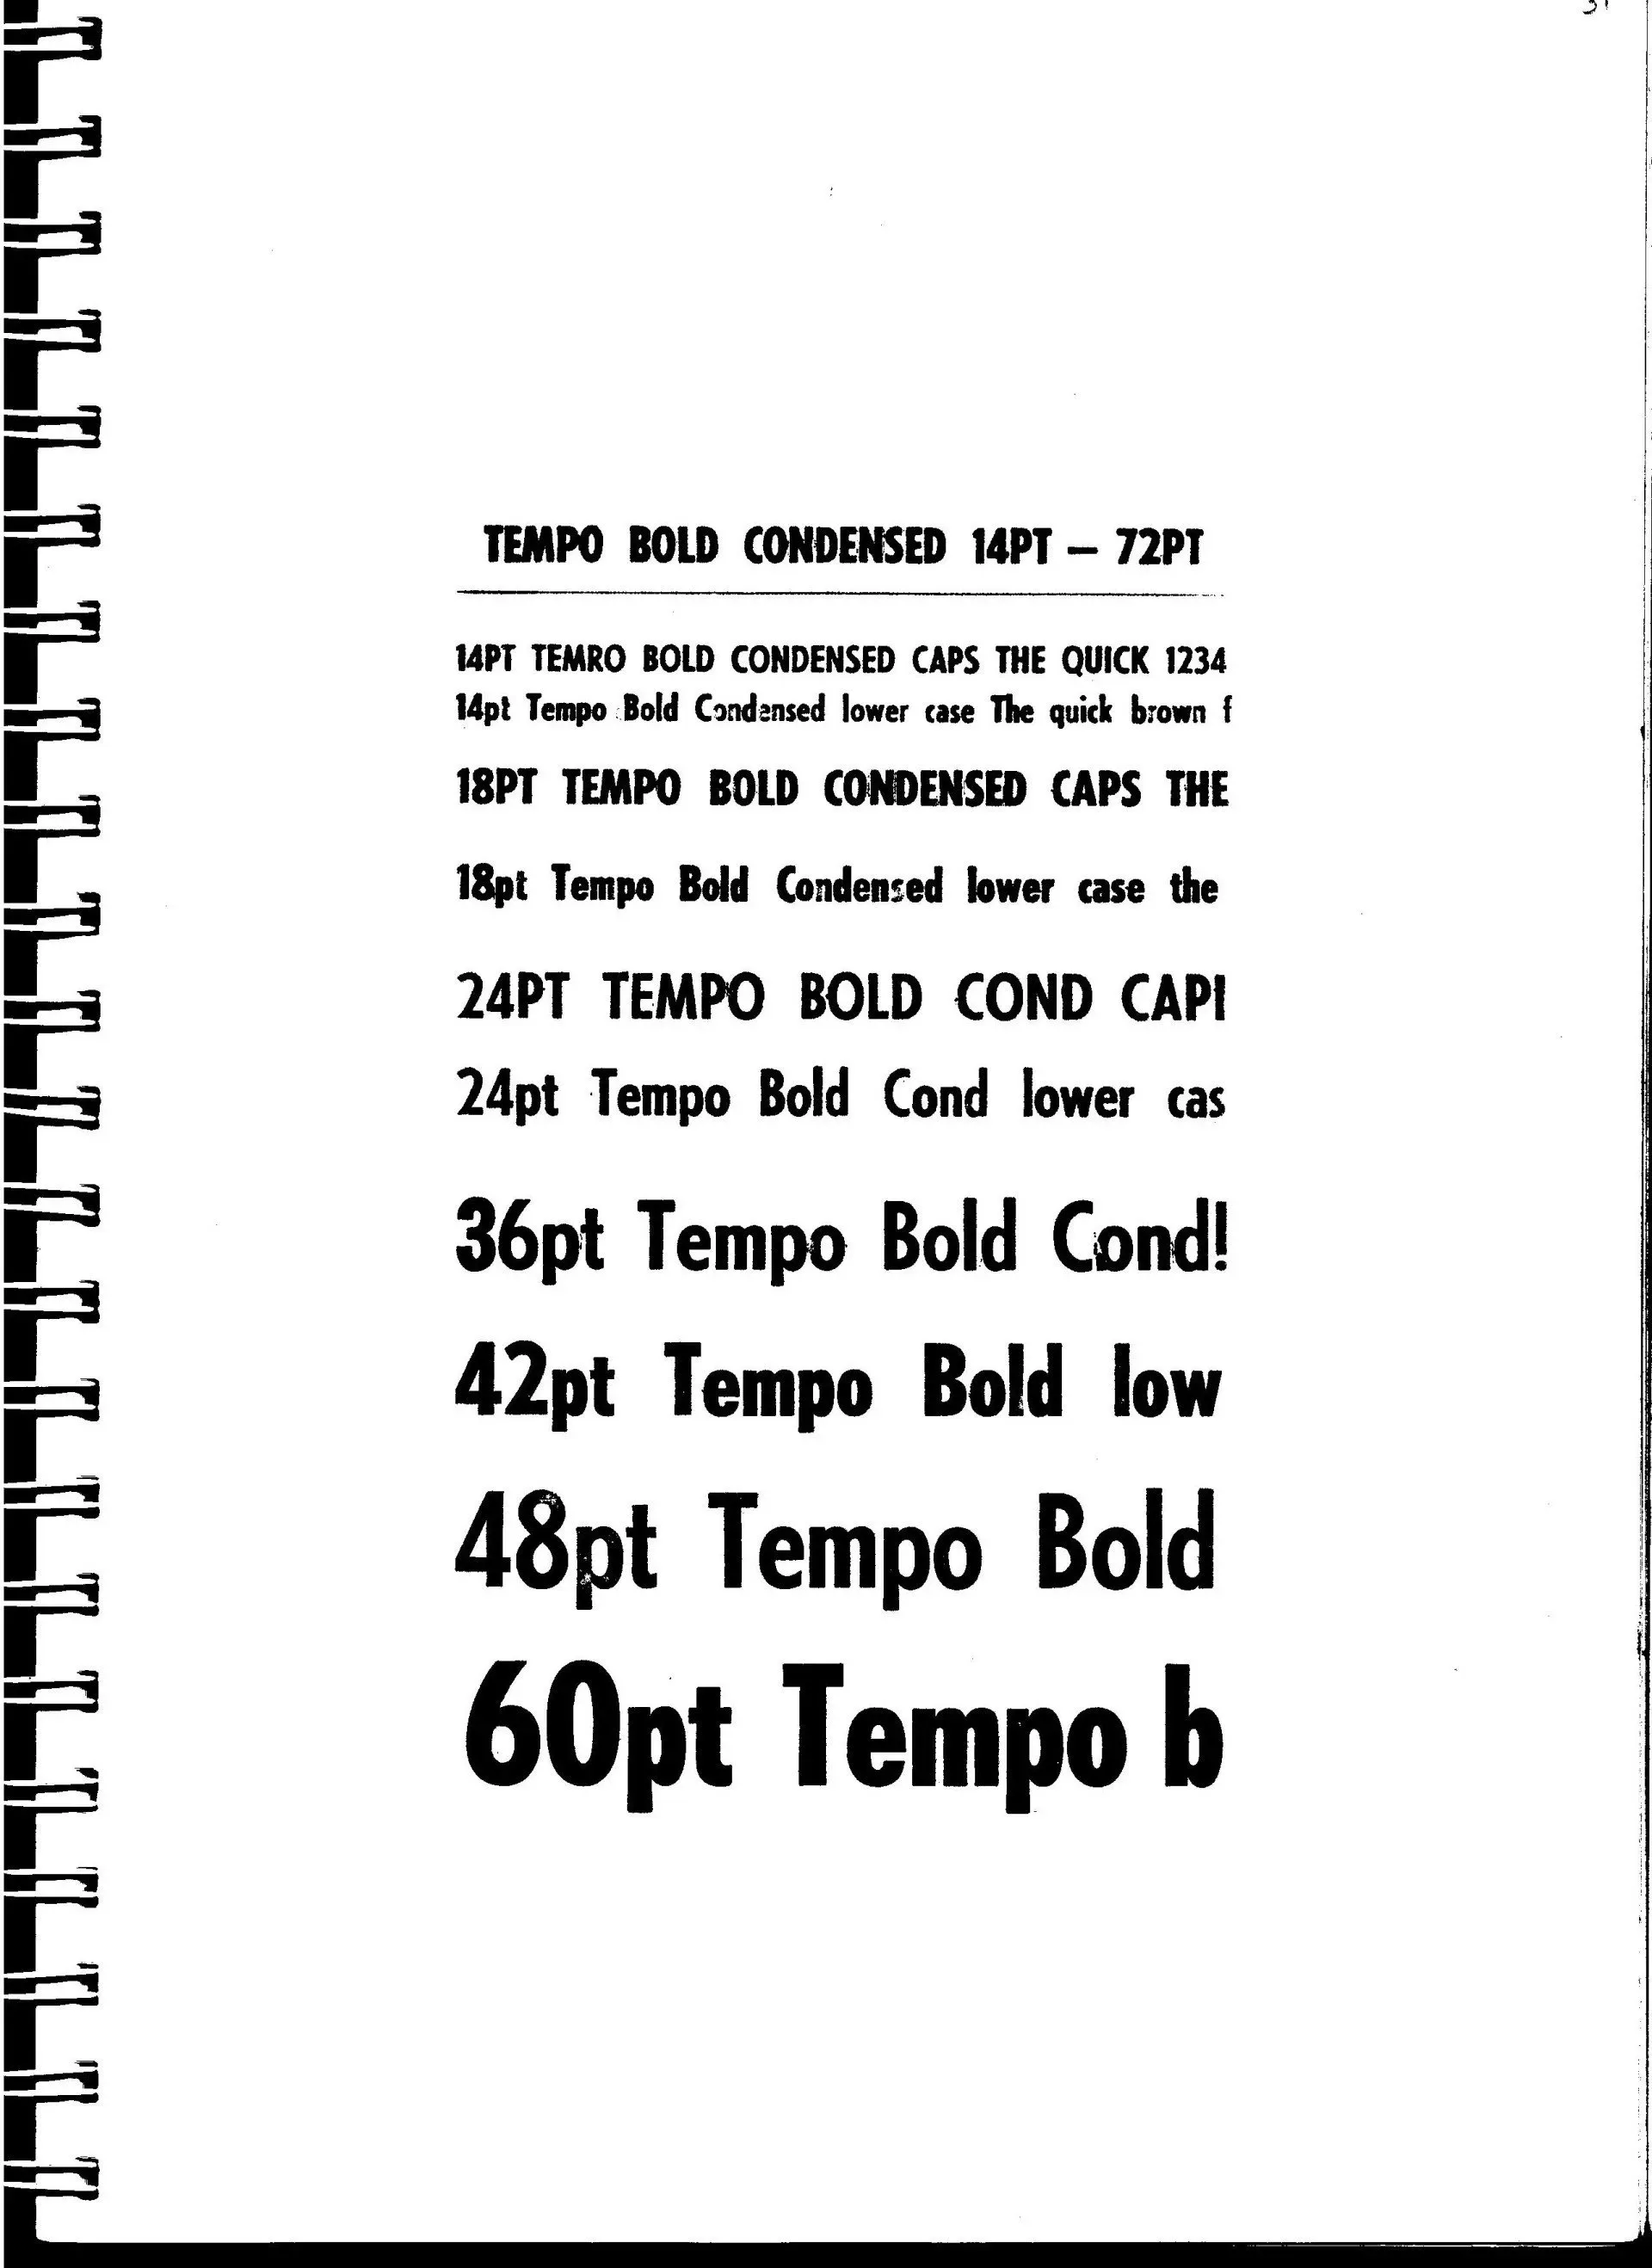 TEMPO BOLD CONDENSED 14PT – 72PT
14PT TEMRO BOLD CONDENSED CAPS THE QUICK 1234
14pt Tempo Bold Condensed lower case The quick brown f
18PT TEMPO BOLD CONDENSED CAPS THE
18pt Tempo Bold Condensed lower case the
24PT TEMPO BOLD COND CAPI
24pt Tempo Bold Cond lower cas
36pt Tempo Bold Cond!
42pt Tempo Bold low
48pt Tempo Bold
60pt Tempo b